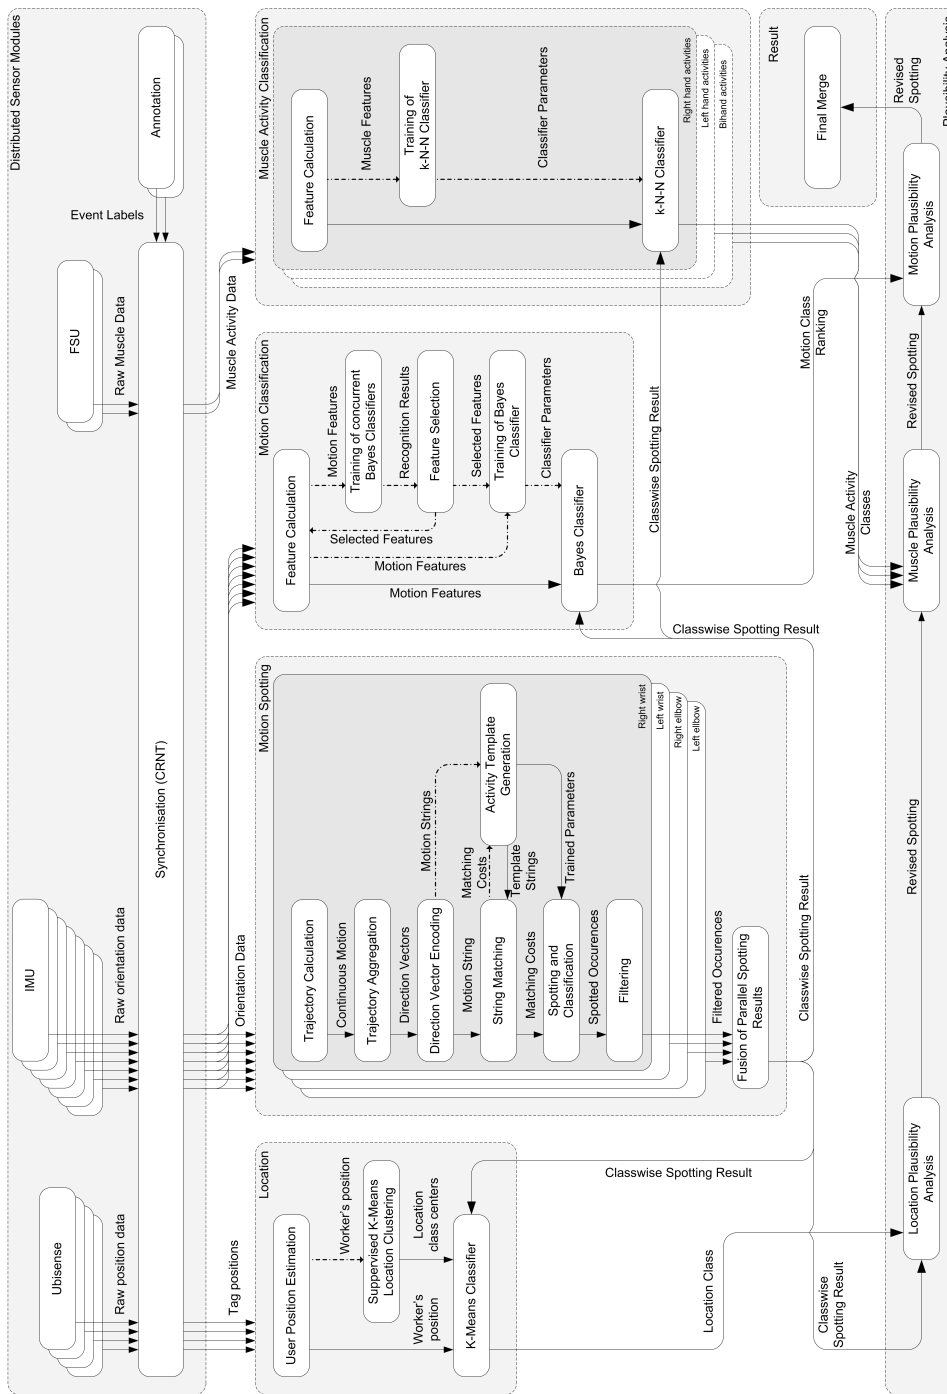 Distributed Sensor Modules
Ubisense
IMU
FSU
Annotation
Raw position data
Raw orientation data
Raw Muscle Data
Event Labels
Synchronisation (CRNT)
Tag positions
Orientation Data
Muscle Activity Data
Location
User Position Estimation
Worker's position
Suppervised K-Means
Location Clustering
Worker's
position
Location
class centers
K-Means Classifier
Classwise Spotting Result
Location Class
Classwise
Spotting Result
Motion Spotting
Trajectory Calculation
Continuous Motion
Trajectory Aggregation
Direction Vectors
Direction Vector Encoding
Motion Strings
Motion String
String Matching
Matching
Costs
Template
Strings
Activity Template
Generation
Matching Costs
Trained Parameters
Spotting and
Classification
Spotted Occurences
Filtering
Right wrist
Left wrist
Right ellbow
Left ellbow
Filtered Occurences
Fusion of Parallel Spotting
Results
Classwise Spotting Result
Classwise Spotting Result
Motion Classification
Feature Calculation
Motion Features
Training of concurrent
Bayes Classifiers
Recognition Results
Feature Selection
Selected Features
Selected Features
Motion Features
Motion Features
Training of Bayes
Classifier
Classifier Parameters
Bayes Classifier
Classwise Spotting Result
Motion Class
Ranking
Muscle Activity Classification
Feature Calculation
Muscle Features
Training of
k-N-N Classifier
Classifier Parameters
k-N-N Classifier
Right hand activities
Left hand activities
Bihand activities
Muscle Activity
Classes
Result
Final Merge
Revised
Spotting
Location Plausibility
Analysis
Revised Spotting
Muscle Plausibility
Analysis
Revised Spotting
Motion Plausibility
Analysis